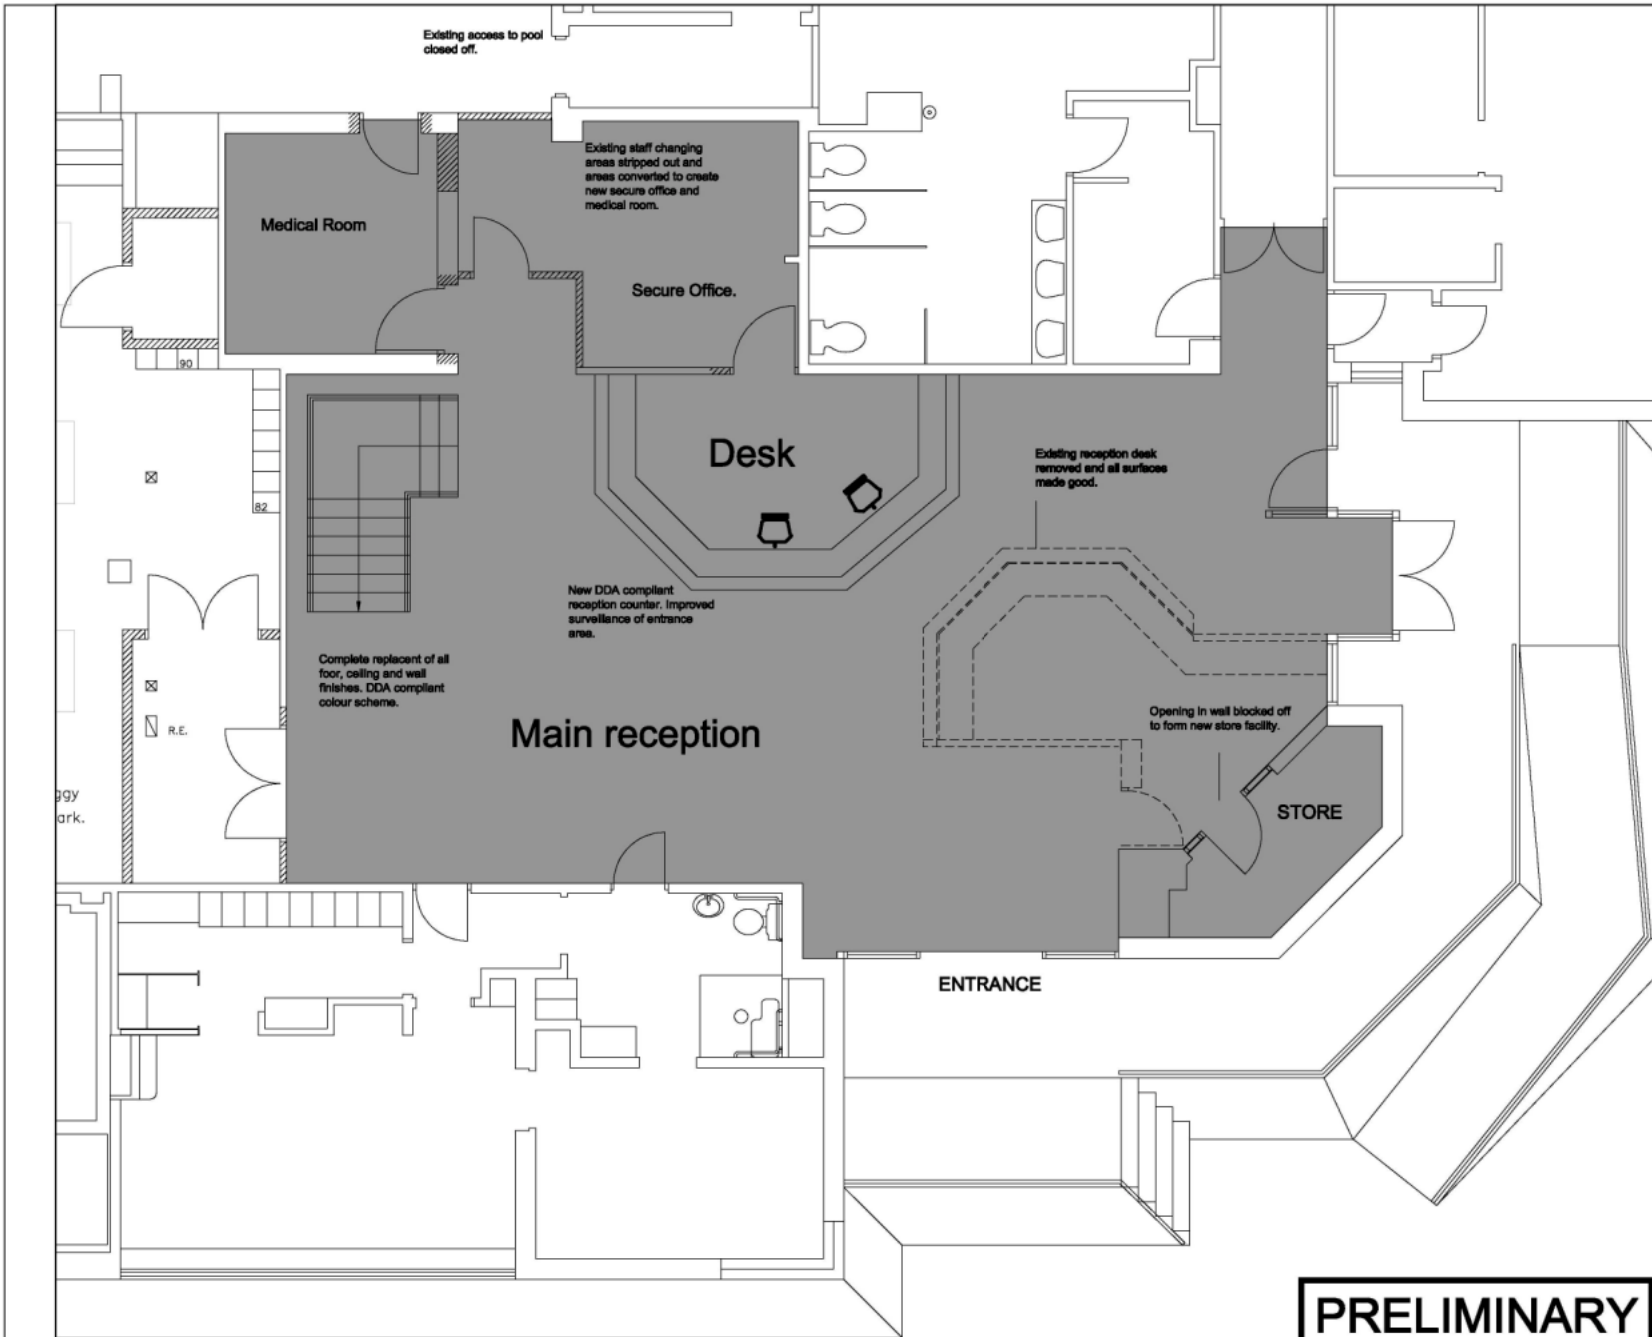 Existing access to pool
closed off.
Existing staff changing
areas stripped out and
areas converted to create
new secure office and
medical room.
Medical Room
Secure Office.
90
82
Desk
Existing reception desk
removed and all surfaces
made good.
New DDA compliant
reception counter. Improved
surveillance of entrance
area.
Complete replacent of all
foor, ceiling and wall
finishes. DDA compliant
colour scheme.
Main reception
Opening in wall blocked off
to form new store facility.
R.E.
ggy
ark.
STORE
ENTRANCE
PRELIMINARY